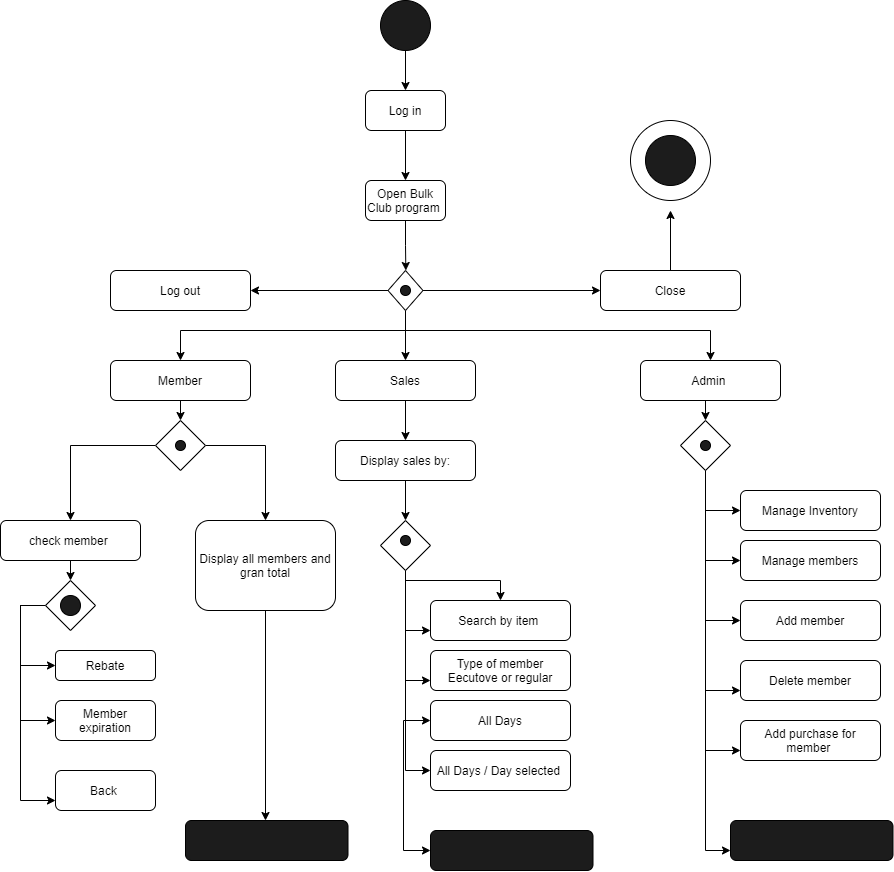 Log in
Open Bulk
Club program
Log out
Close
Member
Sales
Admin
Display sales by:
check member
Display all members and
gran total
Manage Inventory
Manage members
Search by item
Add member
Rebate
Type of member
Eecutove or regular
Delete member
Member
expiration
All Days
Add purchase for
member
Back
All Days / Day selected